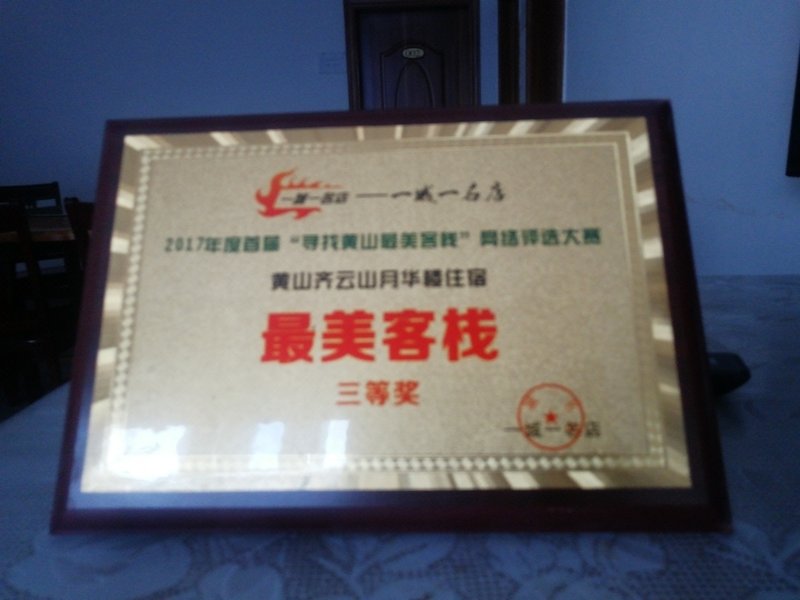 一城一名店——一城一名店
2017年度首届“寻找黄山最美客栈”网络评选大赛
黄山齐云山月华楼住宿
最美客栈
三等奖
一城一名店